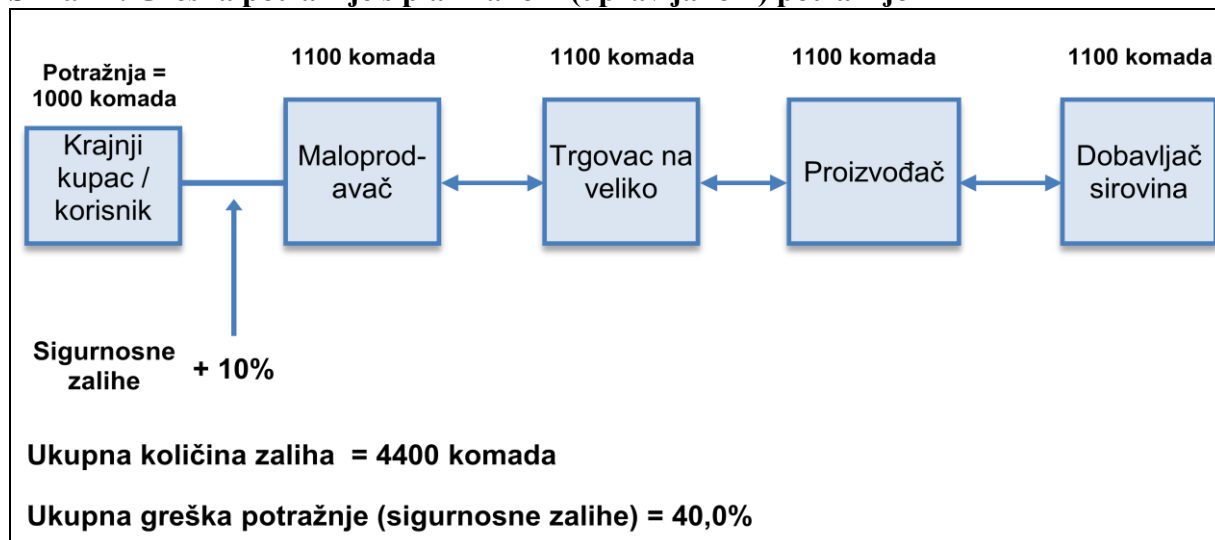 1100 komada
1100 komada
1100 komada
1100 komada
Potražnja =
1000 komada
Krajnji
kupac /
korisnik
Maloprod-
avač
Trgovac na
veliko
Proizvođač
Dobavljač
sirovina
Sigurnosne
zalihe
+ 10%
Ukupna količina zaliha = 4400 komada
Ukupna greška potražnje (sigurnosne zalihe) = 40,0%